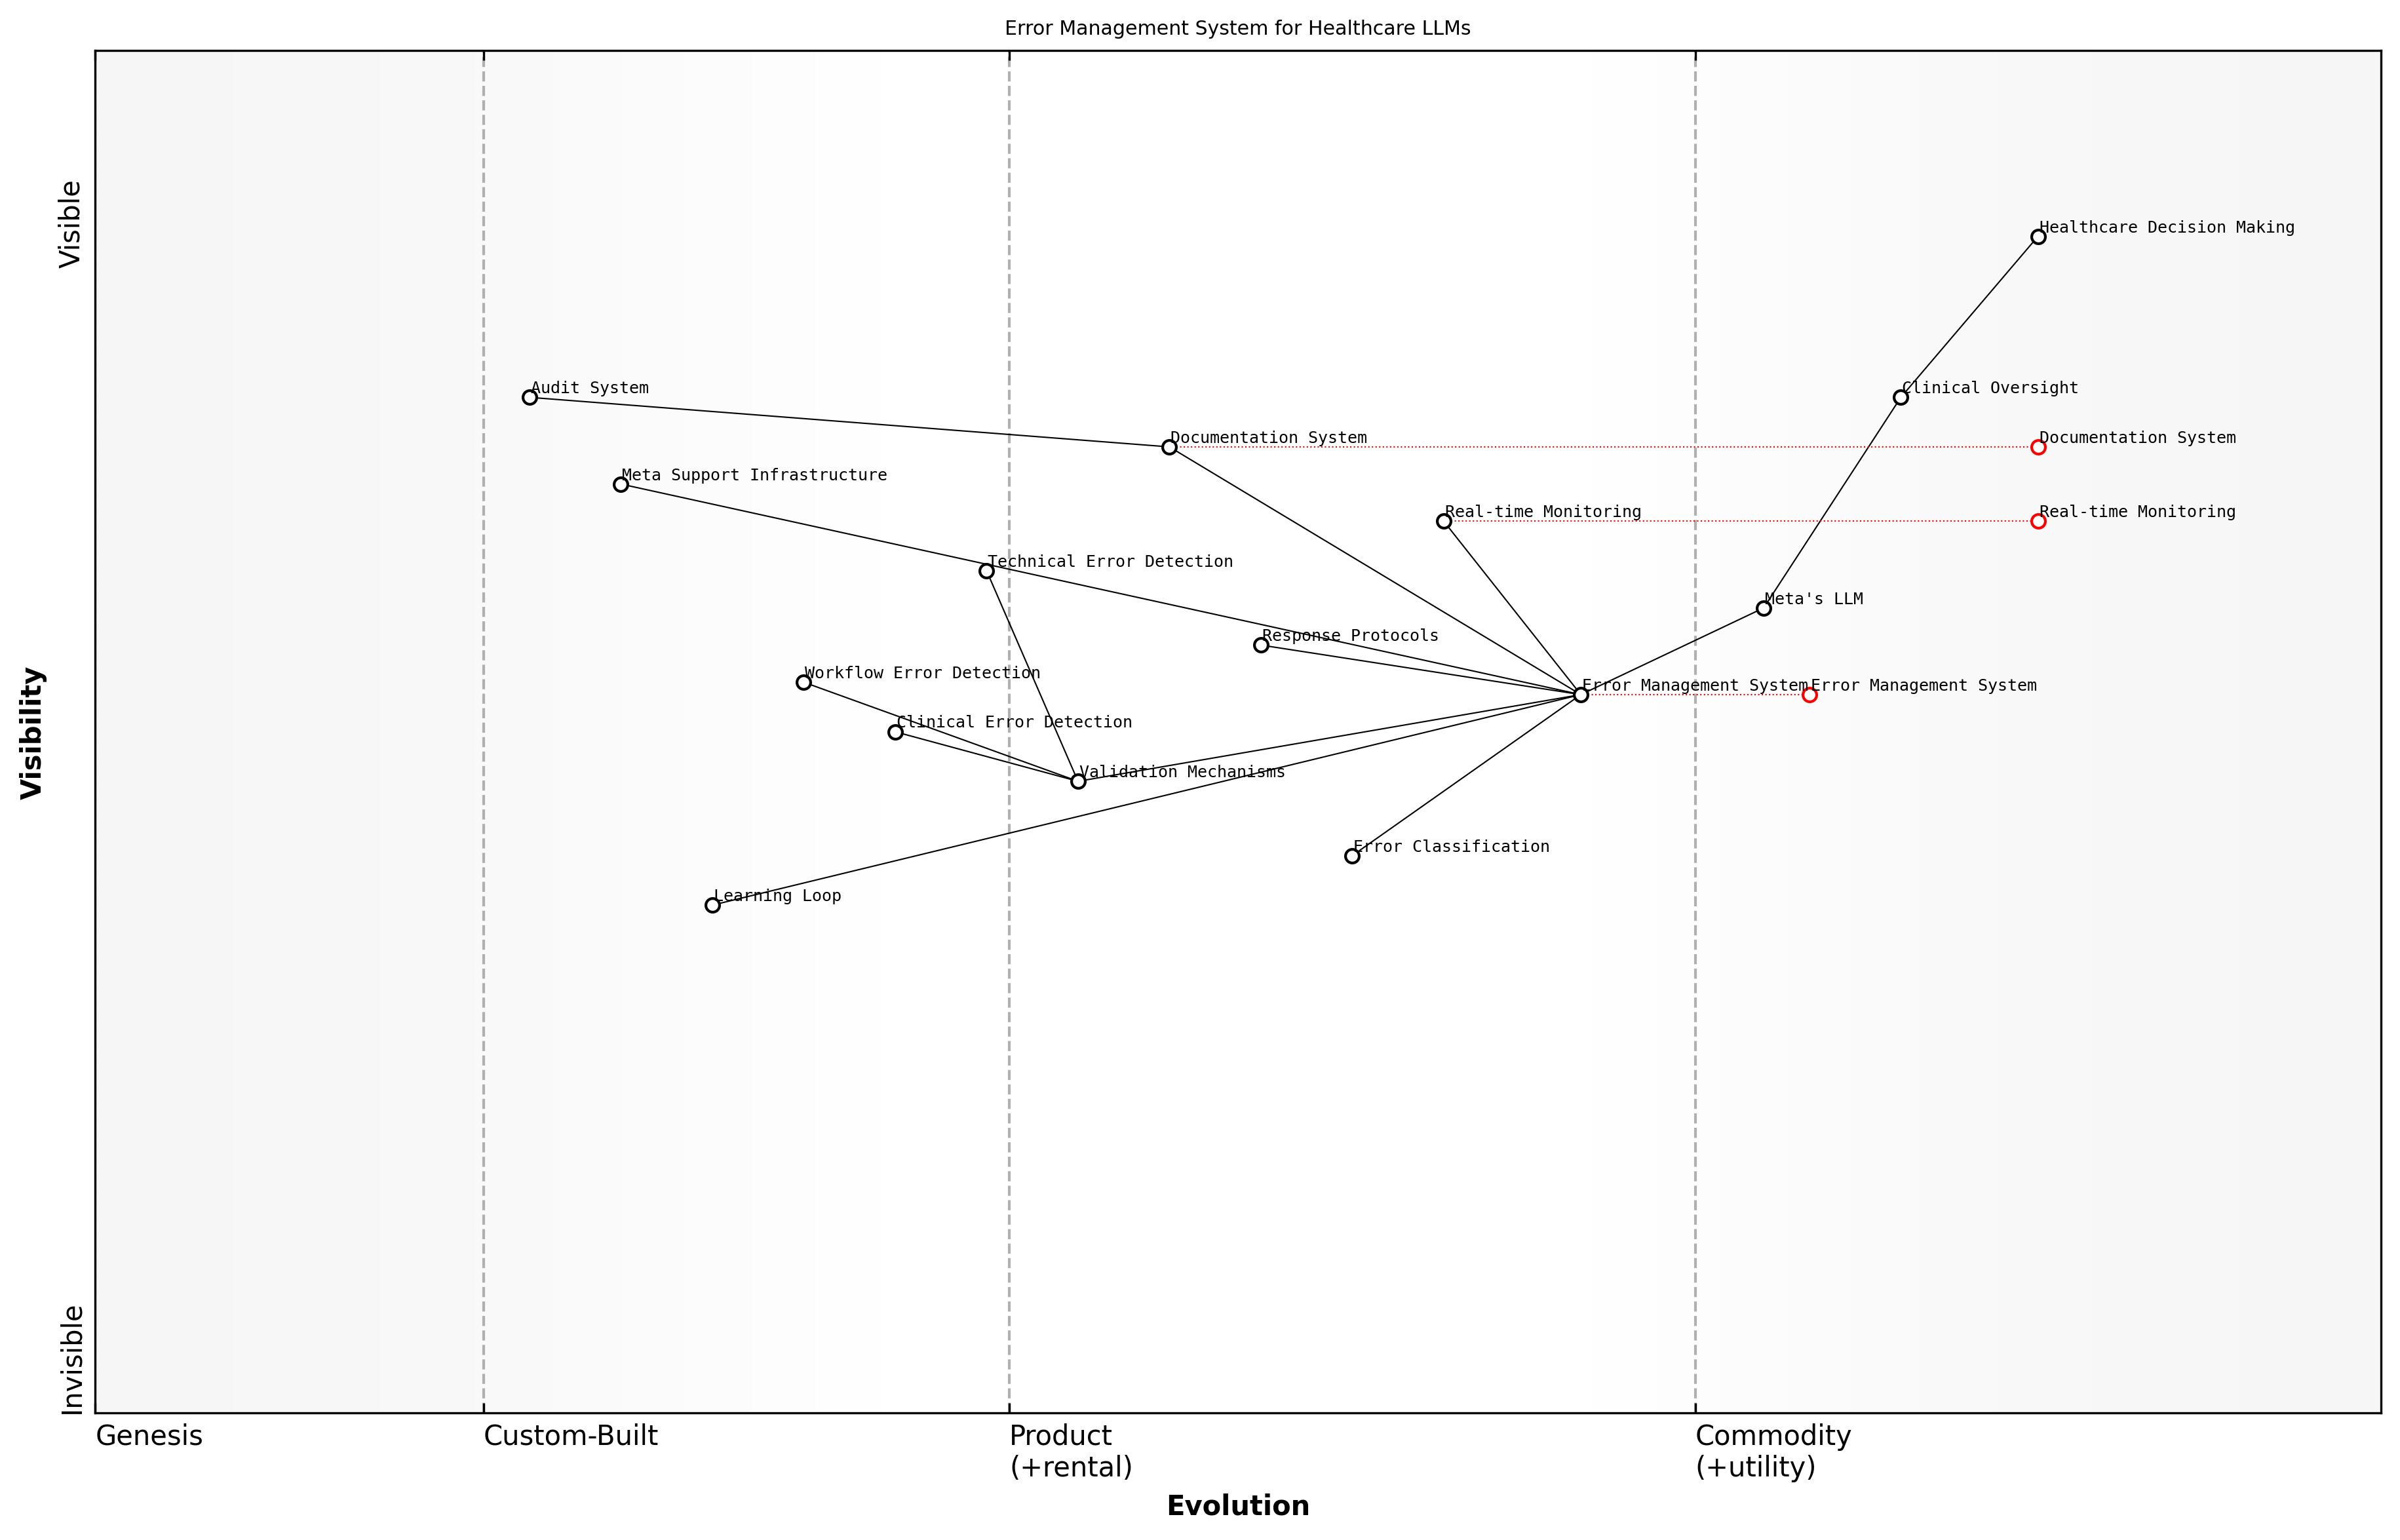 Error Management System for Healthcare LLMs
Visible
Healthcare Decision Making
Audit System
Clinical Oversight
Documentation System
Documentation System
Meta Support Infrastructure
Real-time Monitoring
Real-time Monitoring
Technical Error Detection
Meta's LLM
Response Protocols
Workflow Error Detection
Error Management System
Error Management System
Clinical Error Detection
Validation Mechanisms
Error Classification
Learning Loop
Visibility
Invisible
Genesis
Custom-Built
Product
(+rental)
Commodity
(+utility)
Evolution